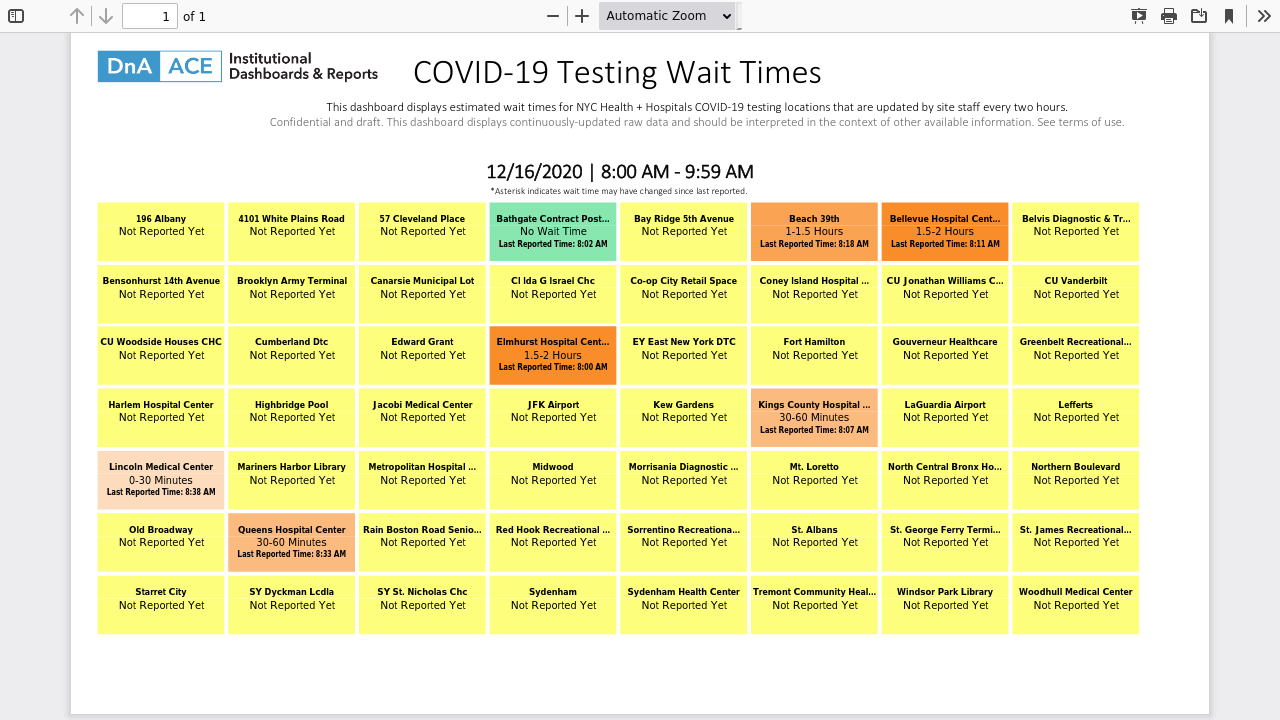 1 of 1
Automatic Zoom
DnA ACE Institutional
Dashboards & Reports
COVID-19 Testing Wait Times
This dashboard displays estimated wait times for NYC Health + Hospitals COVID-19 testing locations that are updated by site staff every two hours.
Confidential and draft. This dashboard displays continuously-updated raw data and should be interpreted in the context of other available information. See terms of use.
12/16/2020 | 8:00 AM - 9:59 AM
*Asterisk indicates wait time may have changed since last reported.
196 Albany
Not Reported Yet
4101 White Plains Road
Not Reported Yet
57 Cleveland Place
Not Reported Yet
Bathgate Contract Post...
No Wait Time
Last Reported Time: 8:02 AM
Bay Ridge 5th Avenue
Not Reported Yet
Beach 39th
1-1.5 Hours
Last Reported Time: 8:18 AM
Bellevue Hospital Cent...
1.5-2 Hours
Last Reported Time: 8:11 AM
Belvis Diagnostic & Tr...
Not Reported Yet
Bensonhurst 14th Avenue
Not Reported Yet
Brooklyn Army Terminal
Not Reported Yet
Canarsie Municipal Lot
Not Reported Yet
Cl Ida G Israel Chc
Not Reported Yet
Co-op City Retail Space
Not Reported Yet
Coney Island Hospital ...
Not Reported Yet
CU Jonathan Williams C...
Not Reported Yet
CU Vanderbilt
Not Reported Yet
CU Woodside Houses CHC
Not Reported Yet
Cumberland Dtc
Not Reported Yet
Edward Grant
Not Reported Yet
Elmhurst Hospital Cent...
1.5-2 Hours
Last Reported Time: 8:00 AM
EY East New York DTC
Not Reported Yet
Fort Hamilton
Not Reported Yet
Gouverneur Healthcare
Not Reported Yet
Greenbelt Recreational...
Not Reported Yet
Harlem Hospital Center
Not Reported Yet
Highbridge Pool
Not Reported Yet
Jacobi Medical Center
Not Reported Yet
JFK Airport
Not Reported Yet
Kew Gardens
Not Reported Yet
Kings County Hospital ...
30-60 Minutes
Last Reported Time: 8:07 AM
LaGuardia Airport
Not Reported Yet
Lefferts
Not Reported Yet
Lincoln Medical Center
0-30 Minutes
Last Reported Time: 8:38 AM
Mariners Harbor Library
Not Reported Yet
Metropolitan Hospital ...
Not Reported Yet
Midwood
Not Reported Yet
Morrisania Diagnostic ...
Not Reported Yet
Mt. Loretto
Not Reported Yet
North Central Bronx Ho...
Not Reported Yet
Northern Boulevard
Not Reported Yet
Old Broadway
Not Reported Yet
Queens Hospital Center
30-60 Minutes
Last Reported Time: 8:33 AM
Rain Boston Road Senio...
Not Reported Yet
Red Hook Recreational ...
Not Reported Yet
Sorrentino Recreationa...
Not Reported Yet
St. Albans
Not Reported Yet
St. George Ferry Termi...
Not Reported Yet
St. James Recreational...
Not Reported Yet
Starret City
Not Reported Yet
SY Dyckman Lcdla
Not Reported Yet
SY St. Nicholas Chc
Not Reported Yet
Sydenham
Not Reported Yet
Sydenham Health Center
Not Reported Yet
Tremont Community Heal...
Not Reported Yet
Windsor Park Library
Not Reported Yet
Woodhull Medical Center
Not Reported Yet